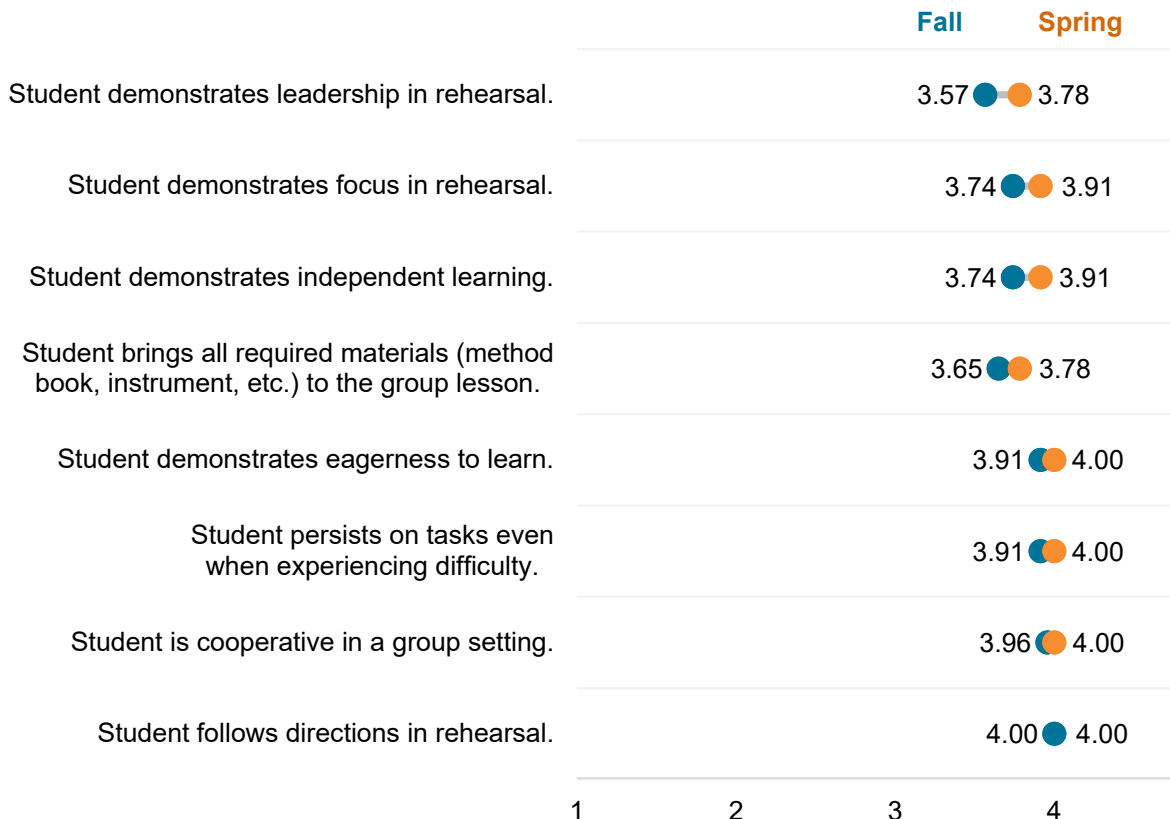 Fall Spring
Student demonstrates leadership in rehearsal. 3.57 3.78
Student demonstrates focus in rehearsal. 3.74 3.91
Student demonstrates independent learning. 3.74 3.91
Student brings all required materials (method
book, instrument, etc.) to the group lesson. 3.65 3.78
Student demonstrates eagerness to learn. 3.91 4.00
Student persists on tasks even
when experiencing difficulty. 3.91 4.00
Student is cooperative in a group setting. 3.96 4.00
Student follows directions in rehearsal. 4.00 4.00
1 2 3 4